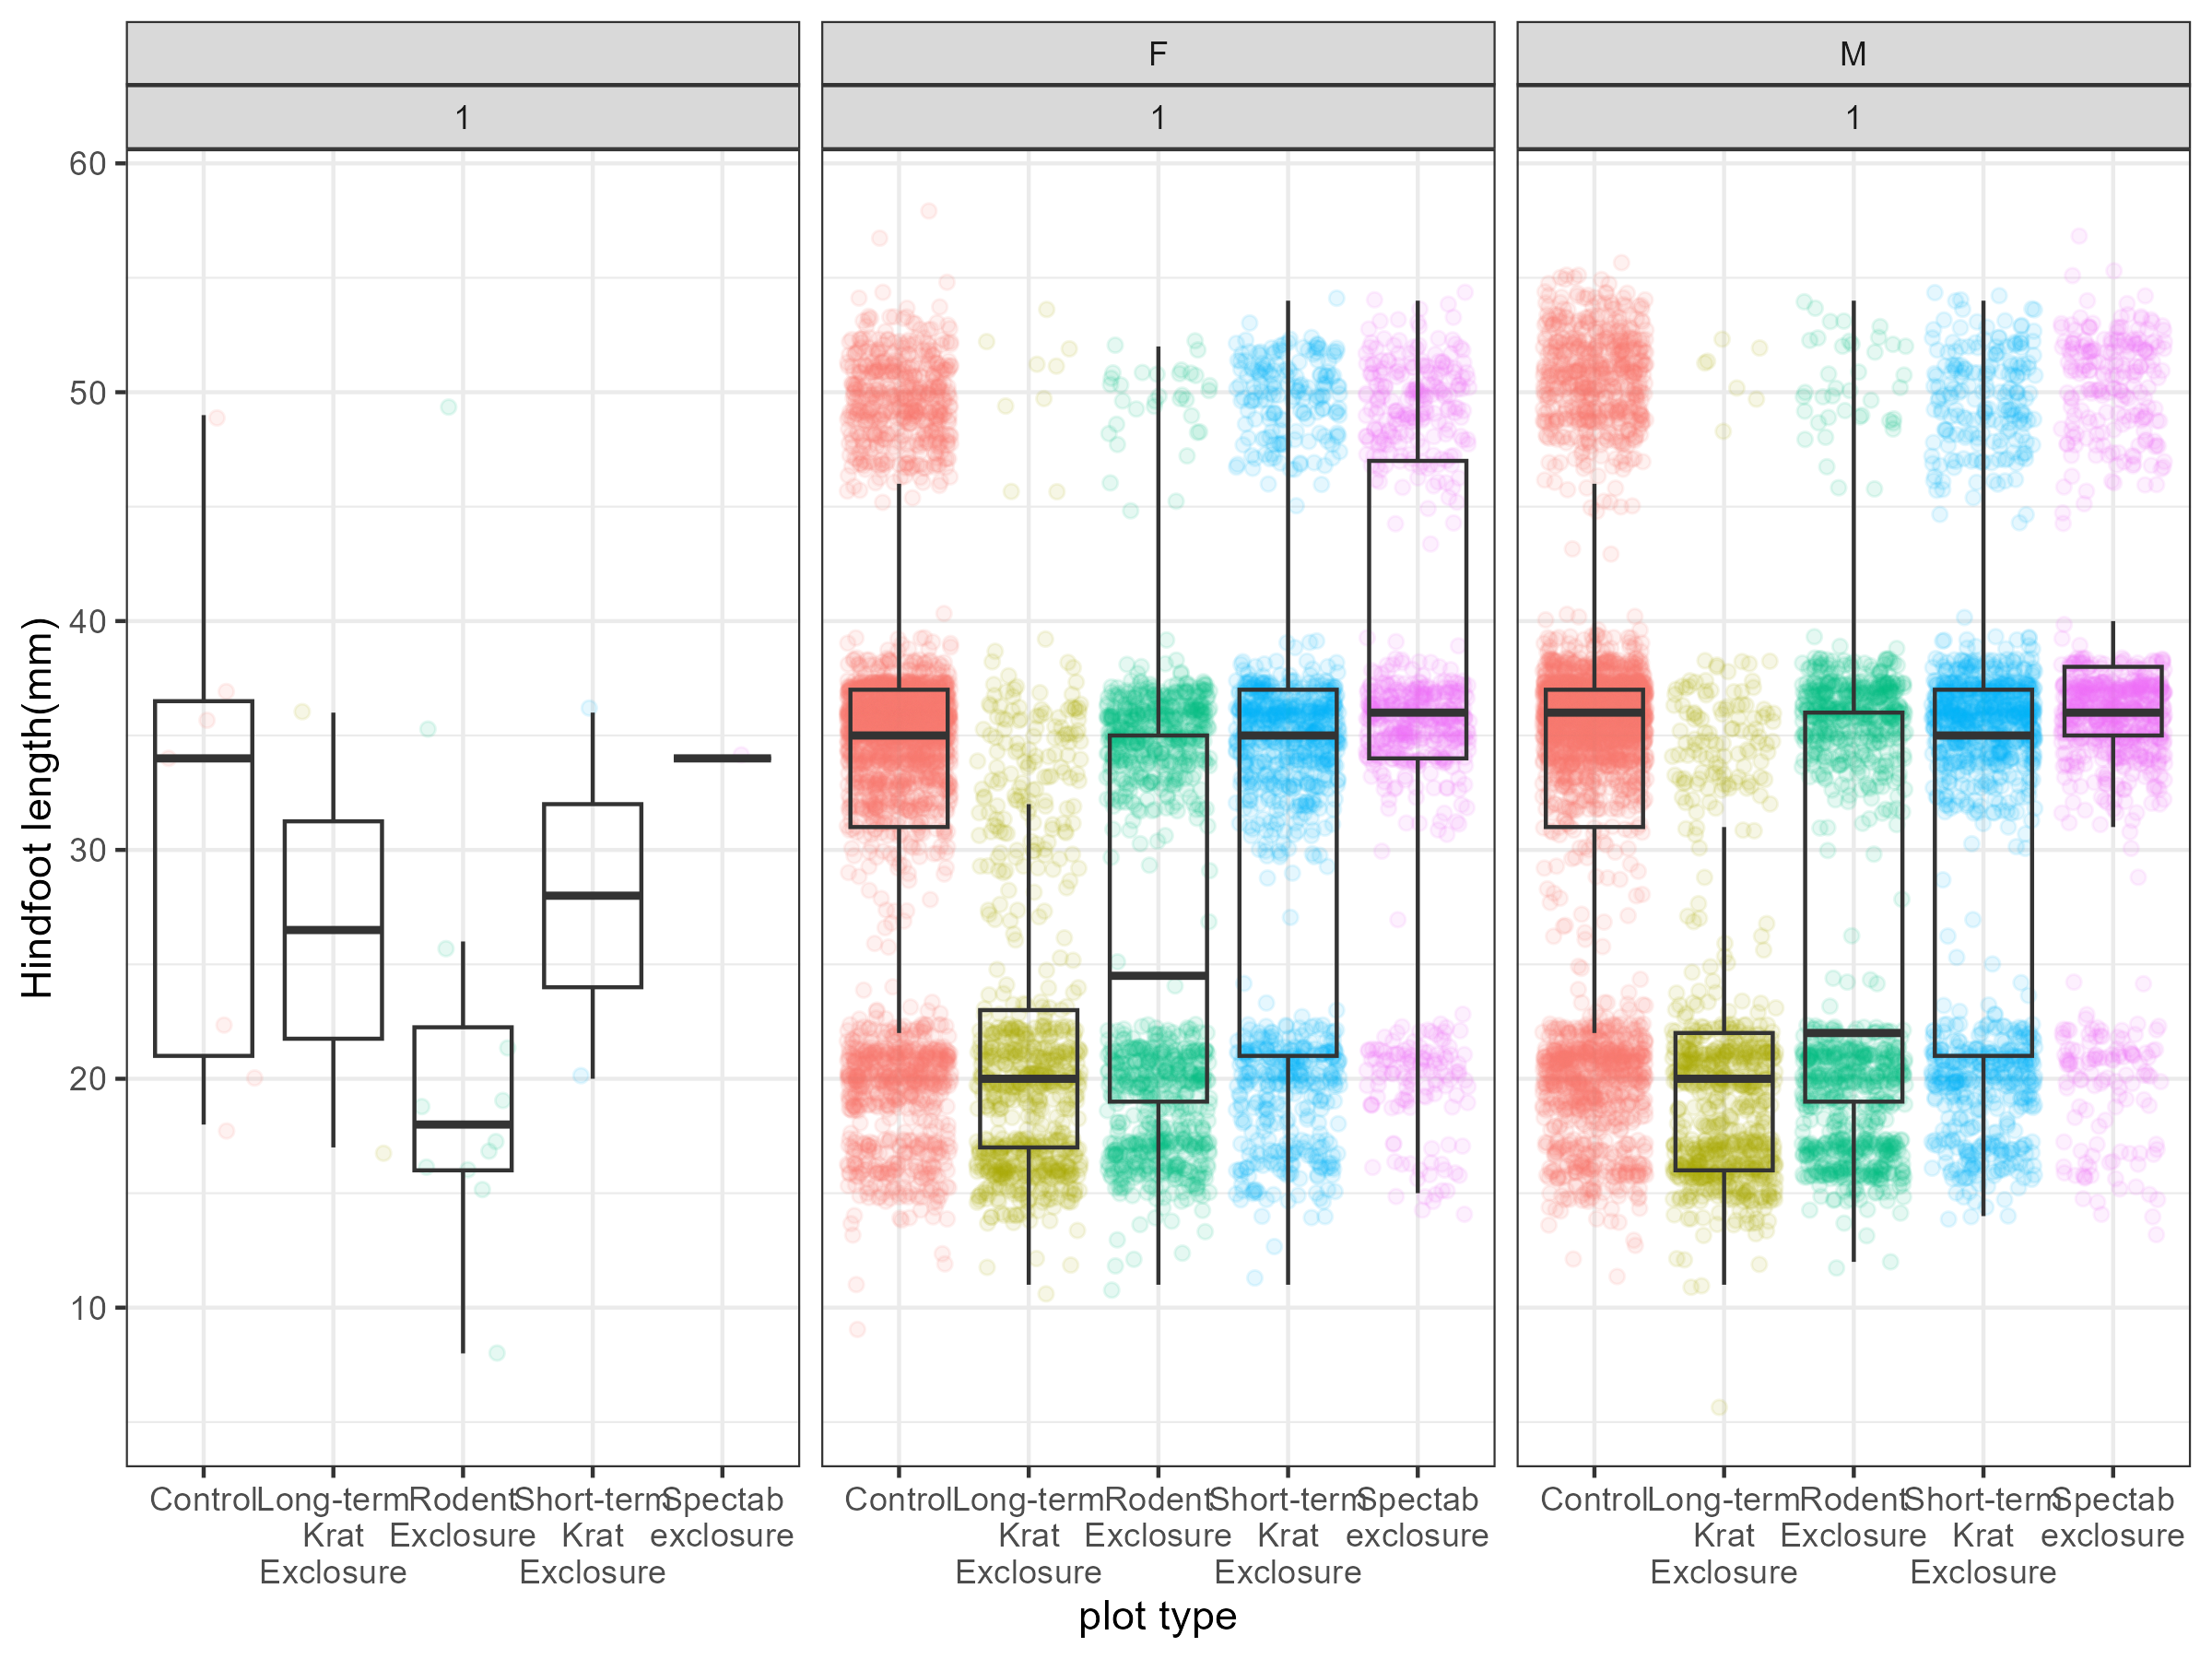 F
M
1
1
1
60
50
40
30
20
10
Hindfoot length(mm)
Control Long-term Rodent Short-term Spectab Control Long-term Rodent Short-term Spectab Control Long-term Rodent Short-term Spectab
Krat Exclosure Krat exclosure Krat Exclosure Krat exclosure Krat Exclosure Krat exclosure
Exclosure Exclosure Exclosure Exclosure Exclosure Exclosure
plot type